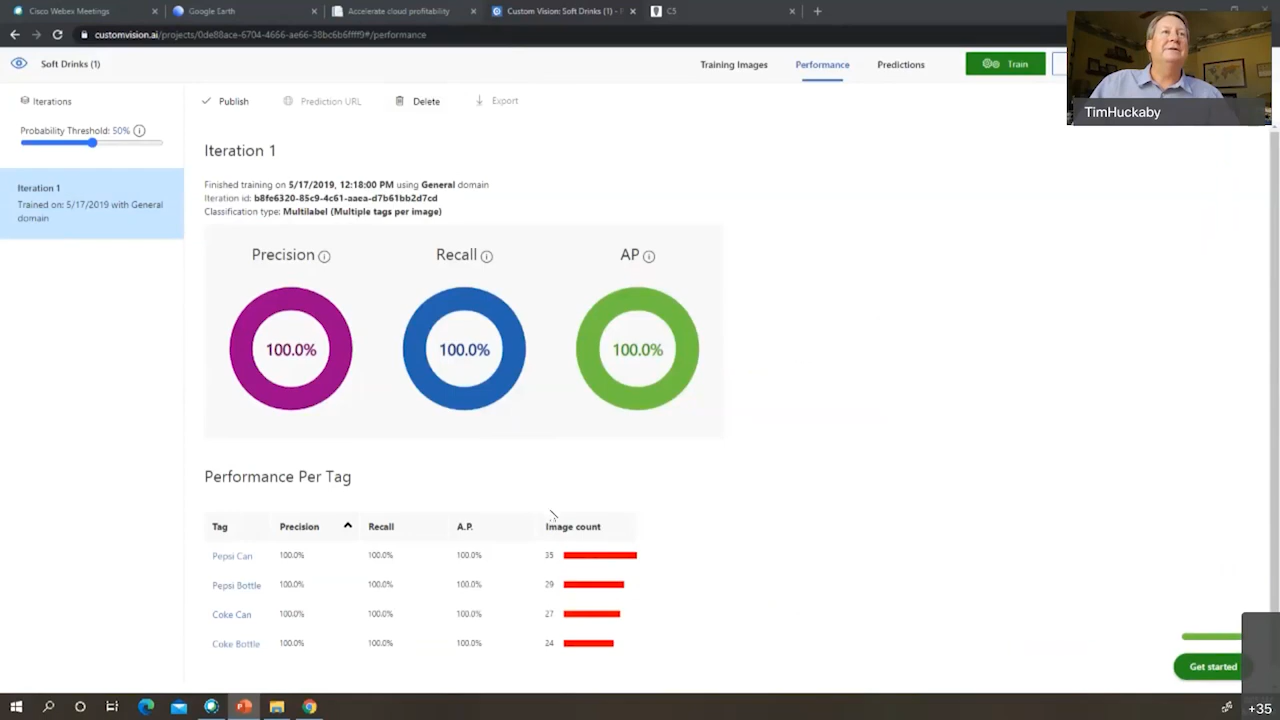 Cisco Webex Meetings
Google Earth
Accelerate cloud profitability
Custom Vision: Soft Drinks (1) - F
C5
customvision.ai/projects/0de88ace-6704-4666-ae66-38bc6b6ffff9#/performance
Soft Drinks (1)
Training Images
Performance
Predictions
Train
TimHuckaby
Iterations
Publish
Prediction URL
Delete
Export
Probability Threshold: 50%
Iteration 1
Trained on: 5/17/2019 with General
domain
Iteration 1
Finished training on 5/17/2019, 12:18:00 PM using General domain
Iteration id: b8fe6320-85c9-4c61-aaea-d7b61bb2d7cd
Classification type: Multilabel (Multiple tags per image)
Precision Recall AP
100.0% 100.0% 100.0%
Performance Per Tag
Tag Precision Recall A.P. Image count
Pepsi Can 100.0% 100.0% 100.0% 35
Pepsi Bottle 100.0% 100.0% 100.0% 29
Coke Can 100.0% 100.0% 100.0% 27
Coke Bottle 100.0% 100.0% 100.0% 24
Get started
+35